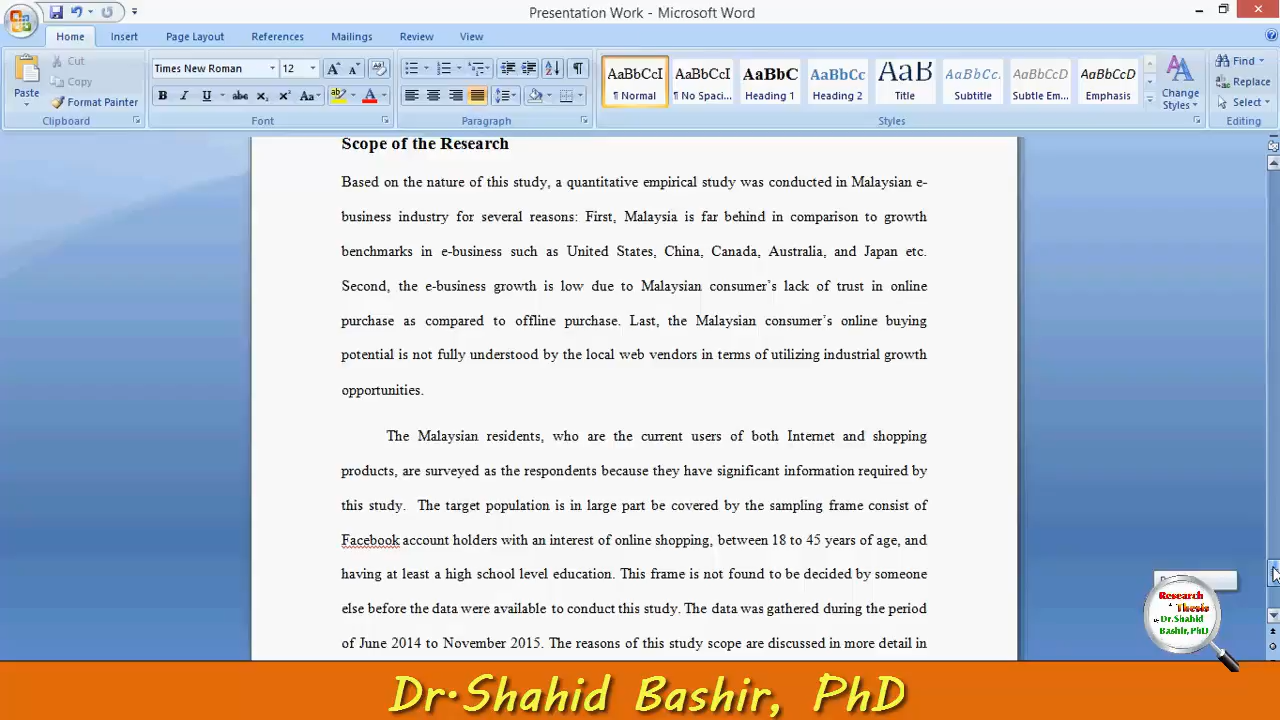 Presentation Work - Microsoft Word
Home Insert Page Layout References Mailings Review View
Paste
Cut
Copy
Format Painter
Clipboard
Times New Roman 12
Font
Paragraph
AaBbCcI AaBbCcI AaBbC AaBbCc AaB AaBbCc. AaBbCcD AaBbCcD
¶ Normal ¶ No Spaci... Heading 1 Heading 2 Title Subtitle Subtle Em... Emphasis
Change
Styles
Styles
Find
Replace
Select
Editing
Scope of the Research
Based on the nature of this study, a quantitative empirical study was conducted in Malaysian e-
business industry for several reasons: First, Malaysia is far behind in comparison to growth
benchmarks in e-business such as United States, China, Canada, Australia, and Japan etc.
Second, the e-business growth is low due to Malaysian consumer's lack of trust in online
purchase as compared to offline purchase. Last, the Malaysian consumer's online buying
potential is not fully understood by the local web vendors in terms of utilizing industrial growth
opportunities.
The Malaysian residents, who are the current users of both Internet and shopping
products, are surveyed as the respondents because they have significant information required by
this study. The target population is in large part be covered by the sampling frame consist of
Facebook account holders with an interest of online shopping, between 18 to 45 years of age, and
having at least a high school level education. This frame is not found to be decided by someone
else before the data were available to conduct this study. The data was gathered during the period
of June 2014 to November 2015. The reasons of this study scope are discussed in more detail in
Research
Thesis
by Dr.Shahid
Bashir, PhD
Dr.Shahid Bashir, PhD